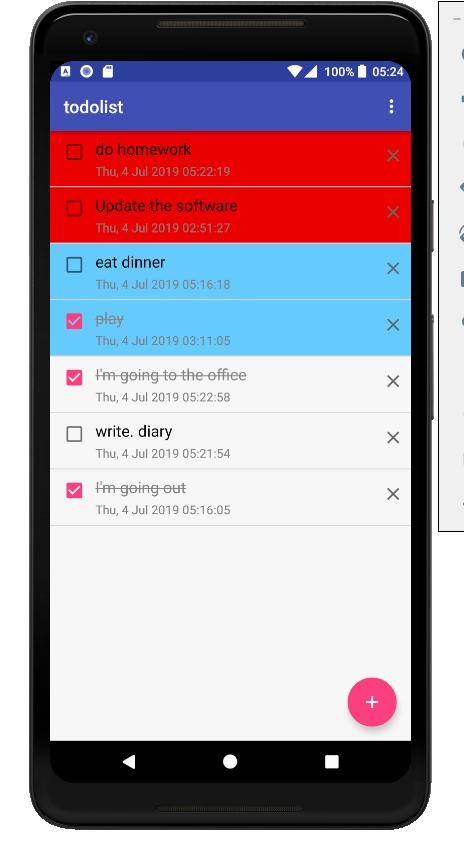 100% 05:24
todolist
do homework
Thu, 4 Jul 2019 05:22:19
Update the software
Thu, 4 Jul 2019 02:51:27
eat dinner
Thu, 4 Jul 2019 05:16:18
play
Thu, 4 Jul 2019 03:11:05
I'm going to the office
Thu, 4 Jul 2019 05:22:58
write. diary
Thu, 4 Jul 2019 05:21:54
I'm going out
Thu, 4 Jul 2019 05:16:05